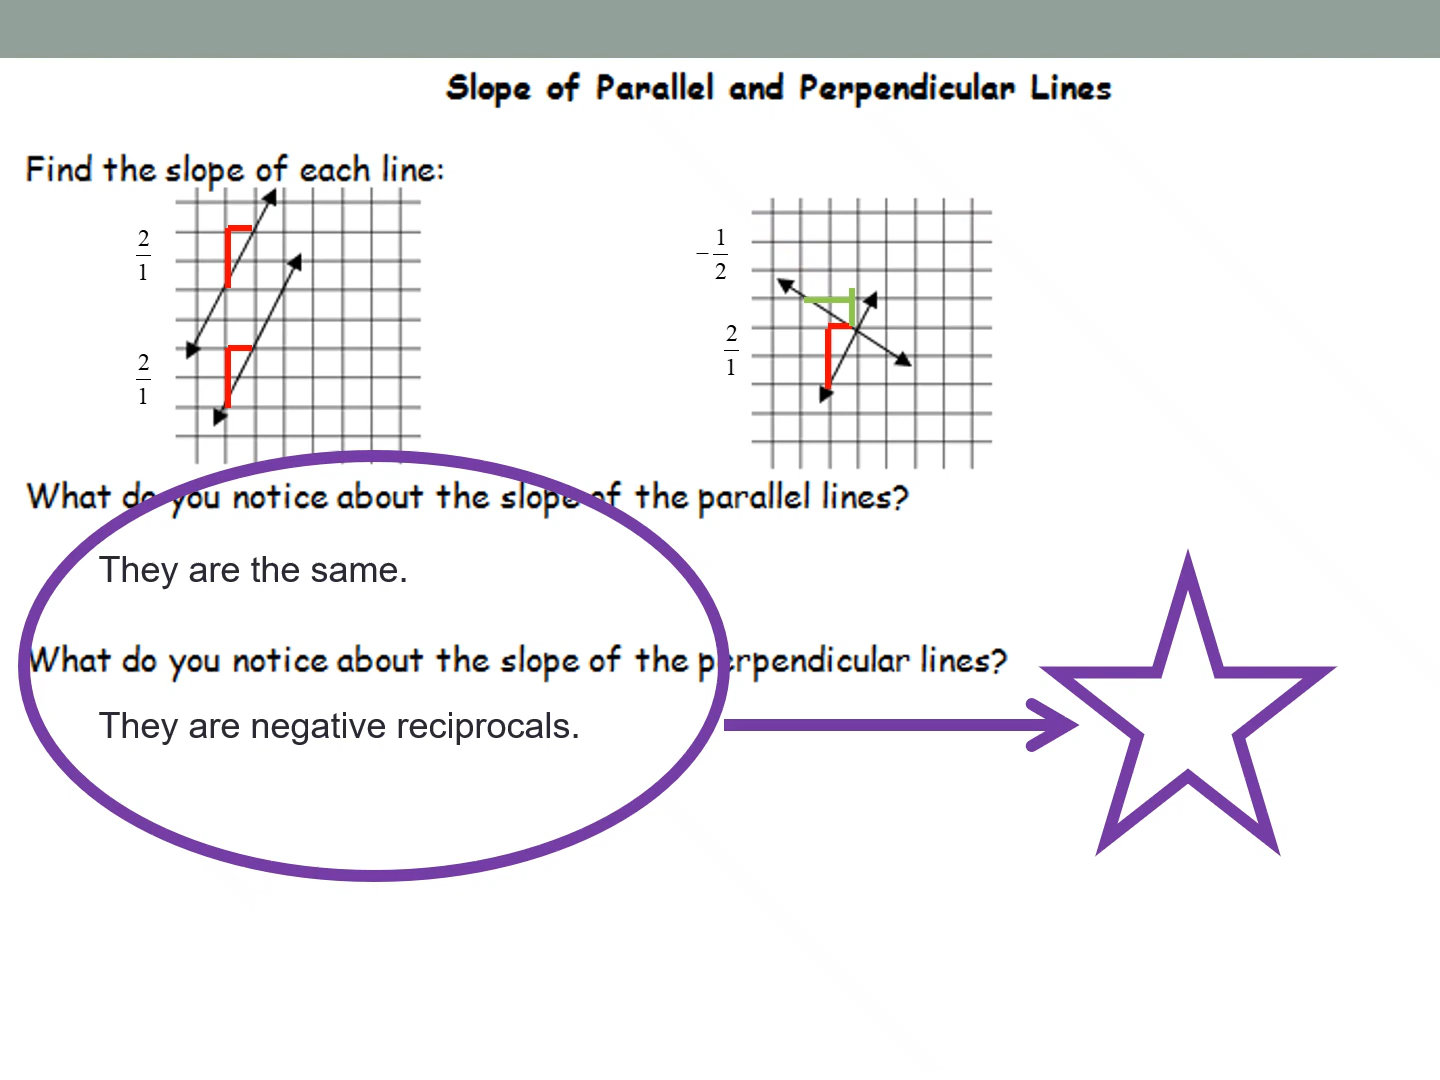 Slope of Parallel and Perpendicular Lines
Find the slope of each line:
2
1
2
1
-1
2
2
1
What do you notice about the slope of the parallel lines?
They are the same.
What do you notice about the slope of the perpendicular lines?
They are negative reciprocals.